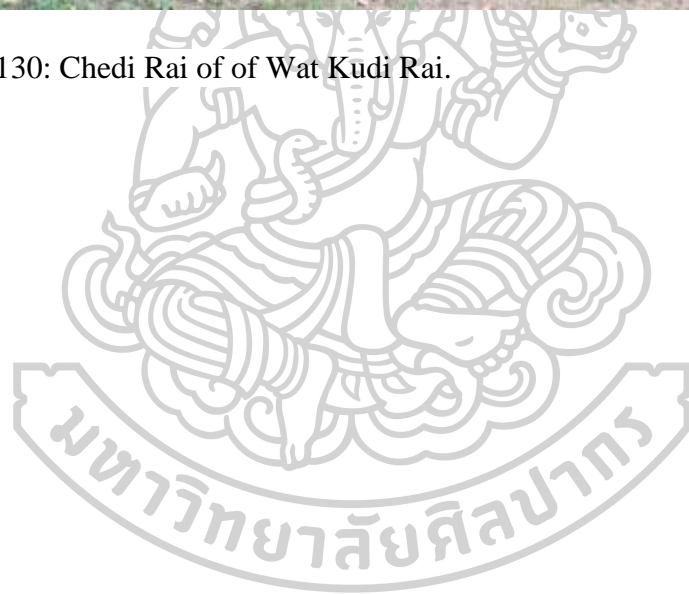 130: Chedi Rai of of Wat Kudi Rai.
มหาวิทยาลัยศิลปากร